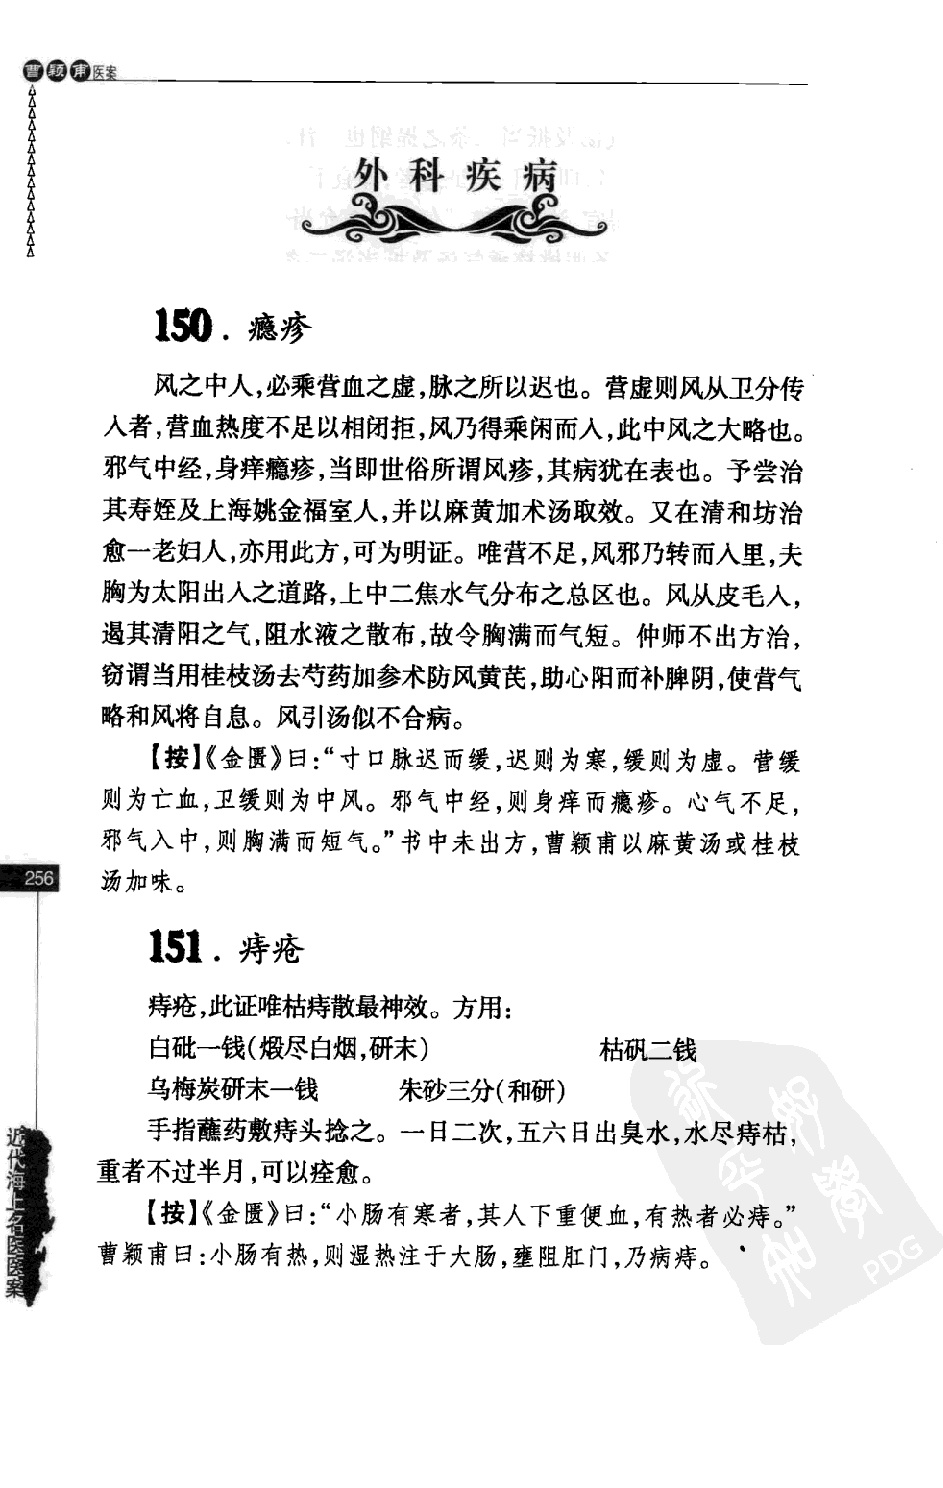 曹颖甫医案
外科疾病
150．瘾疹
风之中人，必乘营血之虚，脉之所以迟也。营虚则风从卫分传
入者，营血热度不足以相闭拒，风乃得乘闲而入，此中风之大略也。
邪气中经，身痒瘾疹，当即世俗所谓风疹，其病犹在表也。予尝治
其寿姪及上海姚金福室人，并以麻黄加术汤取效。又在清和坊治
愈一老妇人，亦用此方，可为明证。唯营不足，风邪乃转而入里，夫
胸为太阳出入之道路，上中二焦水气分布之总区也。风从皮毛入，
遏其清阳之气，阻水液之散布，故令胸满而气短。仲师不出方治，
窃谓当用桂枝汤去芍药加参术防风黄芪，助心阳而补脾阴，使营气
略和风将自息。风引汤似不合病。
【按】《金匮》曰：“寸口脉迟而缓，迟则为寒，缓则为虚。营缓
则为亡血，卫缓则为中风。邪气中经，则身痒而瘾疹。心气不足，
邪气入中，则胸满而短气。”书中未出方，曹颖甫以麻黄汤或桂枝
汤加味。
256
151．痔疮
痔疮，此证唯枯痔散最神效。方用：
白砒一钱（煅尽白烟，研末） 枯矾二钱
乌梅炭研末一钱 朱砂三分（和研）
手指蘸药敷痔头捻之。一日二次，五六日出臭水，水尽痔枯，
重者不过半月，可以痊愈。
【按】《金匮》曰：“小肠有寒者，其人下重便血，有热者必痔。”
曹颖甫曰：小肠有热，则湿热注于大肠，壅阻肛门，乃病痔。
近代海上名医医案
PDG